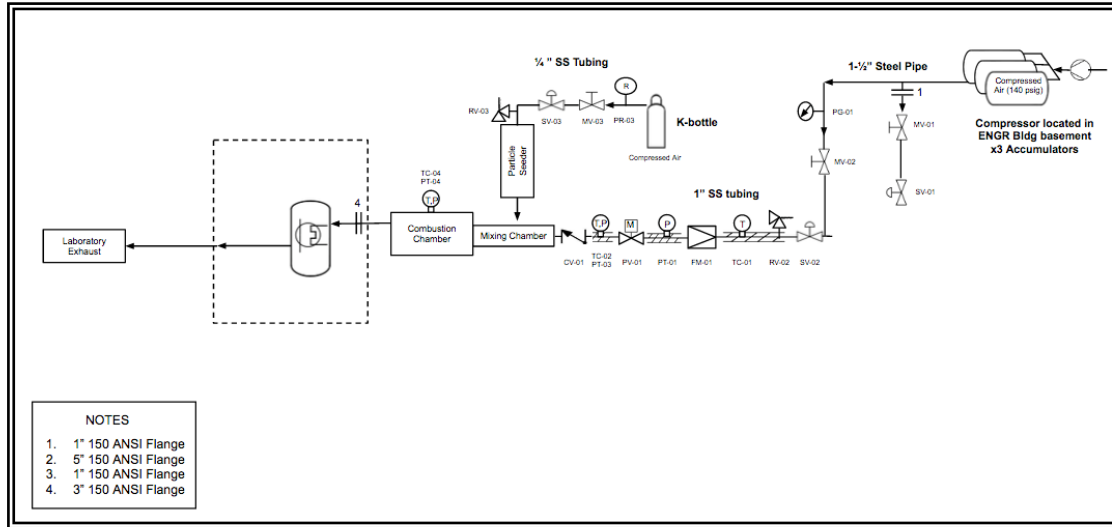 ¼ " SS Tubing
1-½" Steel Pipe
Compressed
Air (140 psig)
1
R
RV-03
SV-03
MV-03
PR-03
K-bottle
Compressed Air
PG-01
MV-01
Compressor located in
ENGR Bldg basement
x3 Accumulators
Particle
Seeder
MV-02
TC-04
PT-04
SV-01
1" SS tubing
T,P
4
Combustion
Chamber
Mixing Chamber
T,P
M
P
T
Laboratory
Exhaust
CV-01
TC-02
PT-03
PV-01
PT-01
FM-01
TC-01
RV-02
SV-02
NOTES
1. 1" 150 ANSI Flange
2. 5" 150 ANSI Flange
3. 1" 150 ANSI Flange
4. 3" 150 ANSI Flange